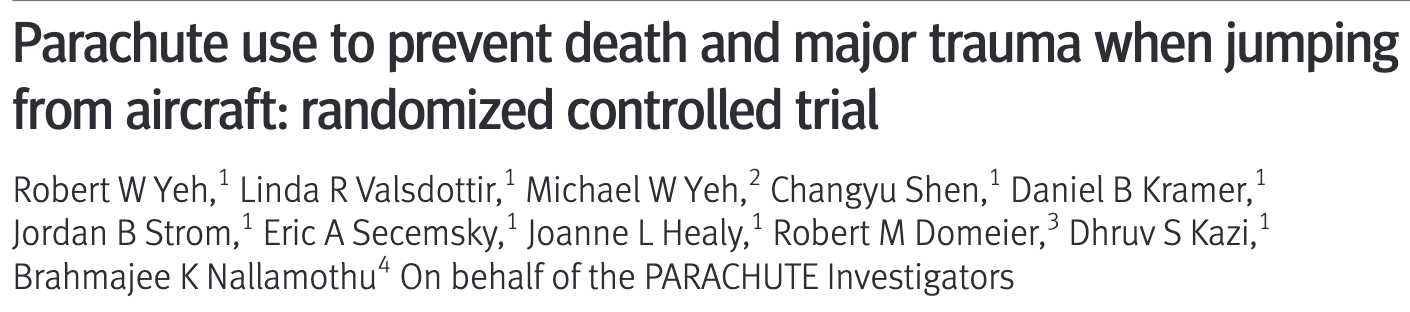 Parachute use to prevent death and major trauma when jumping
from aircraft: randomized controlled trial
Robert W Yeh,1 Linda R Valsdottir,1 Michael W Yeh,2 Changyu Shen,1 Daniel B Kramer,1
Jordan B Strom,1 Eric A Secemsky,1 Joanne L Healy,1 Robert M Domeier,3 Dhruv S Kazi,1
Brahmajee K Nallamothu4 On behalf of the PARACHUTE Investigators